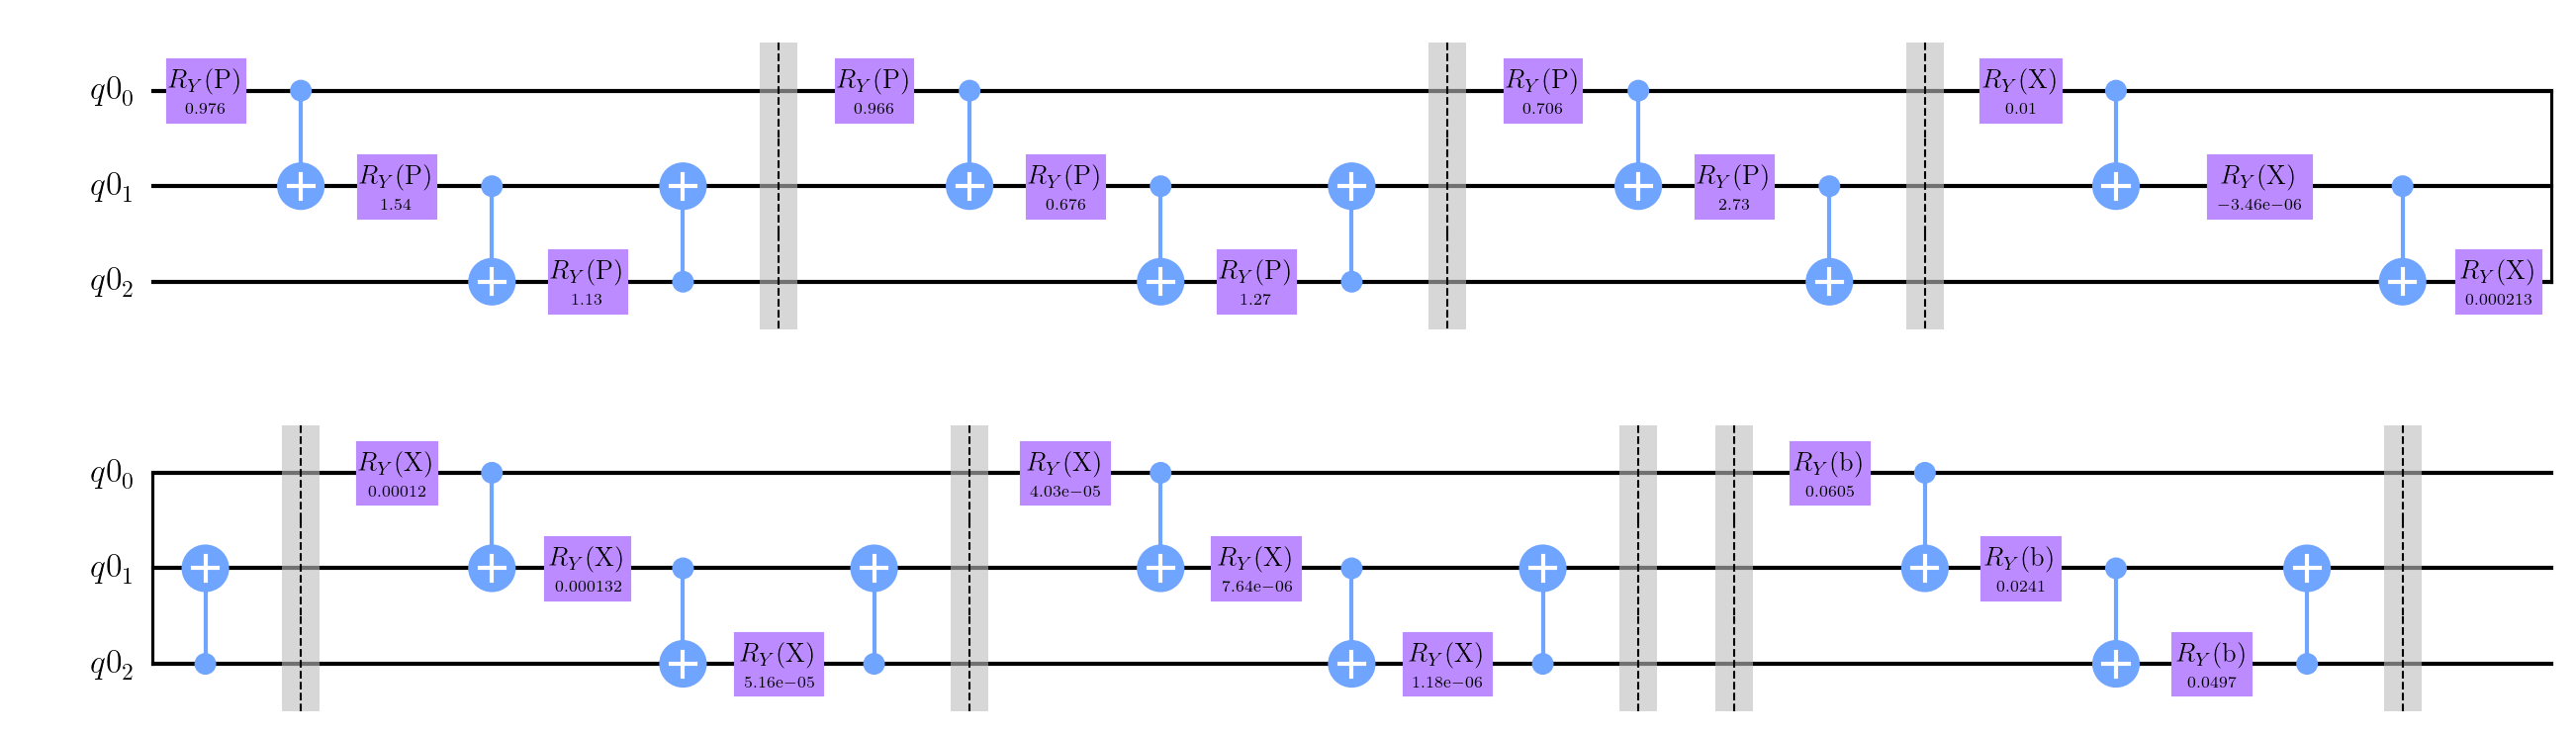 $R_Y$(P) $R_Y$(P) $R_Y$(P) $R_Y$(X)
$q0_0$ 0.976 0.966 0.706 0.01
$R_Y$(P) $R_Y$(P) $R_Y$(P) $R_Y$(X)
$q0_1$ 1.54 0.676 2.73 −3.46e−06
$R_Y$(P) $R_Y$(P) $R_Y$(X)
$q0_2$ 1.13 1.27 0.000213
$R_Y$(X) $R_Y$(X) $R_Y$(b)
$q0_0$ 0.00012 4.03e−05 0.0605
$R_Y$(X) $R_Y$(X) $R_Y$(b)
$q0_1$ 0.000132 7.64e−06 0.0241
$R_Y$(X) $R_Y$(X) $R_Y$(b)
$q0_2$ 5.16e−05 1.18e−06 0.0497